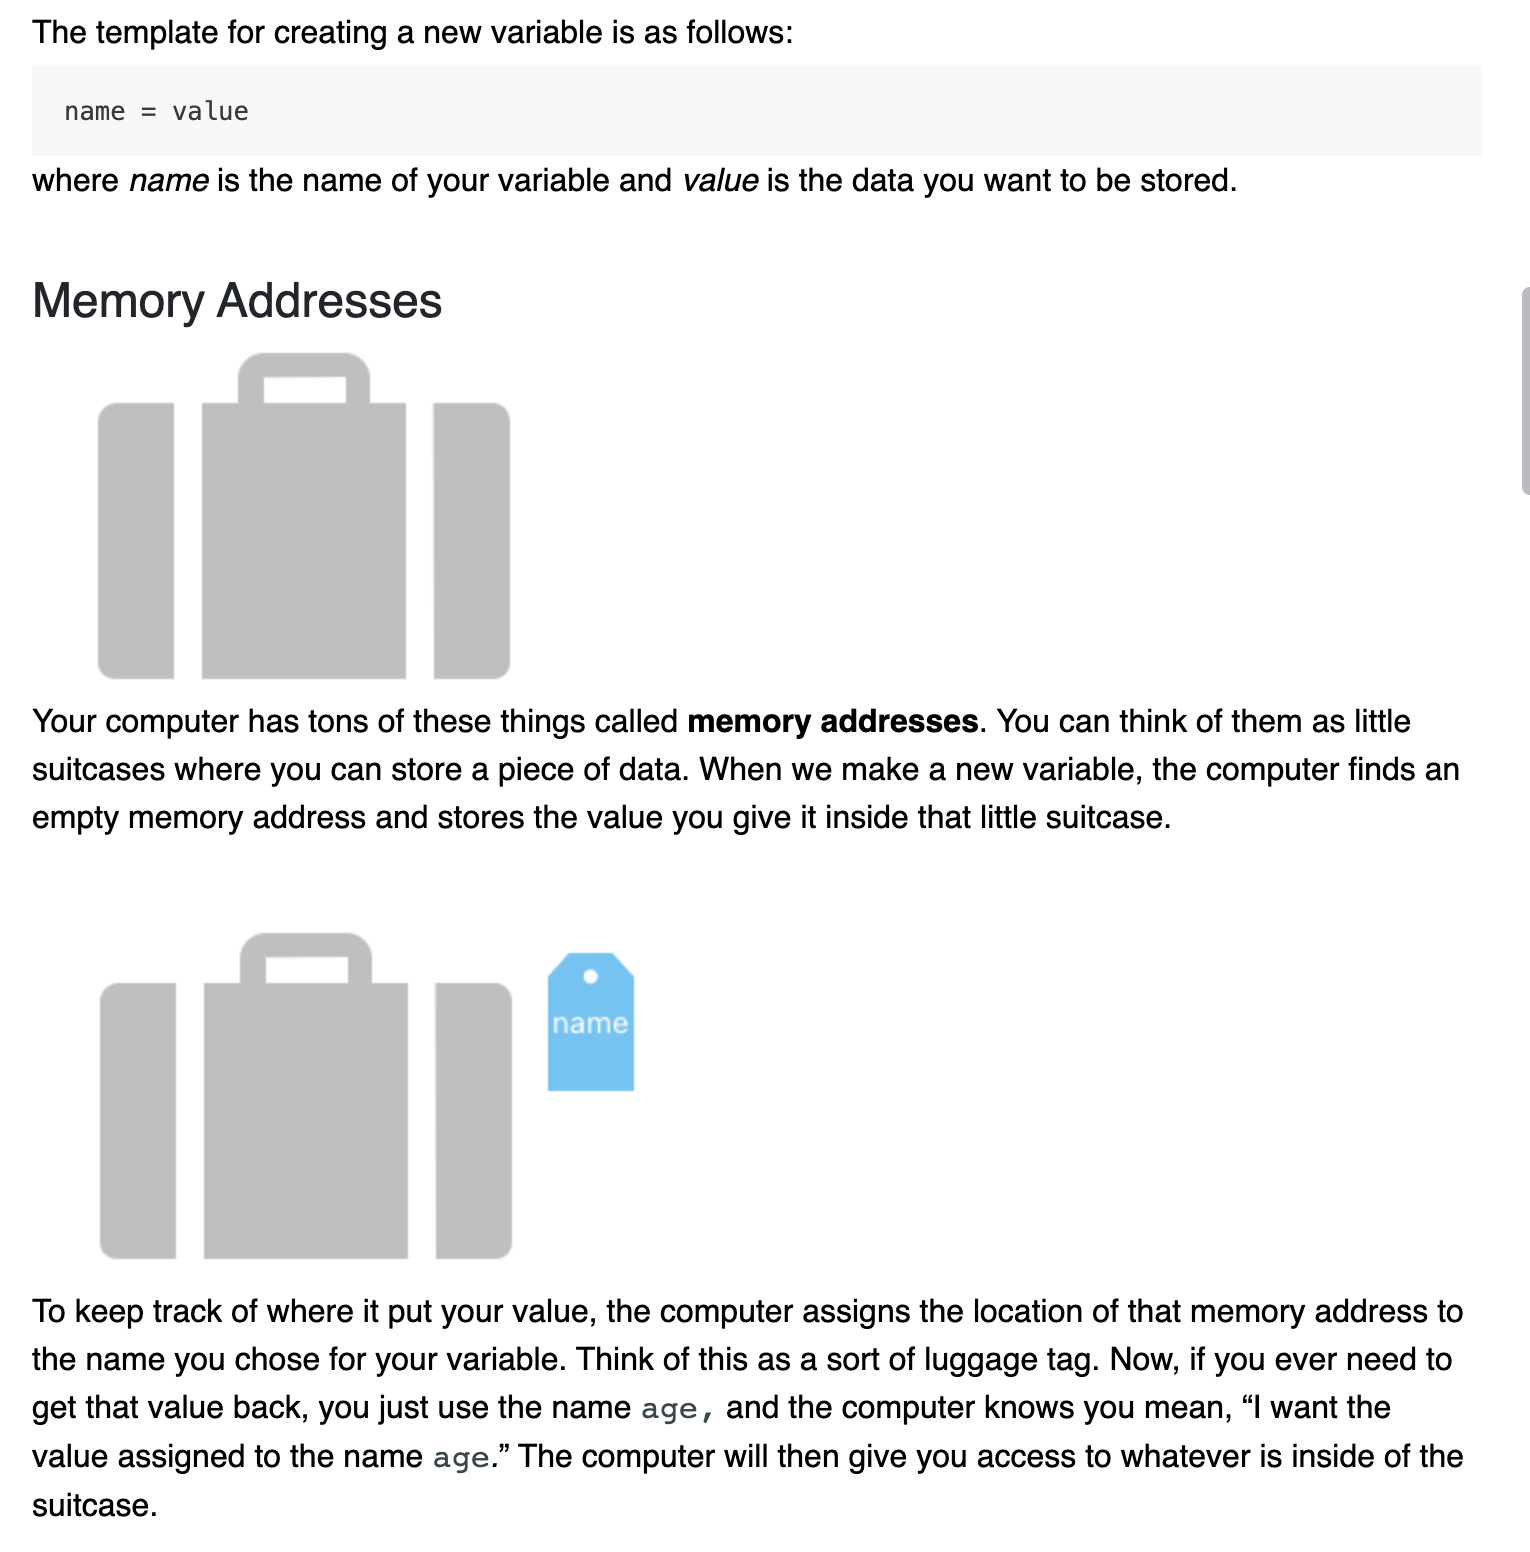 The template for creating a new variable is as follows:
name = value
where name is the name of your variable and value is the data you want to be stored.
Memory Addresses
Your computer has tons of these things called memory addresses. You can think of them as little
suitcases where you can store a piece of data. When we make a new variable, the computer finds an
empty memory address and stores the value you give it inside that little suitcase.
name
To keep track of where it put your value, the computer assigns the location of that memory address to
the name you chose for your variable. Think of this as a sort of luggage tag. Now, if you ever need to
get that value back, you just use the name age, and the computer knows you mean, “I want the
value assigned to the name age.” The computer will then give you access to whatever is inside of the
suitcase.